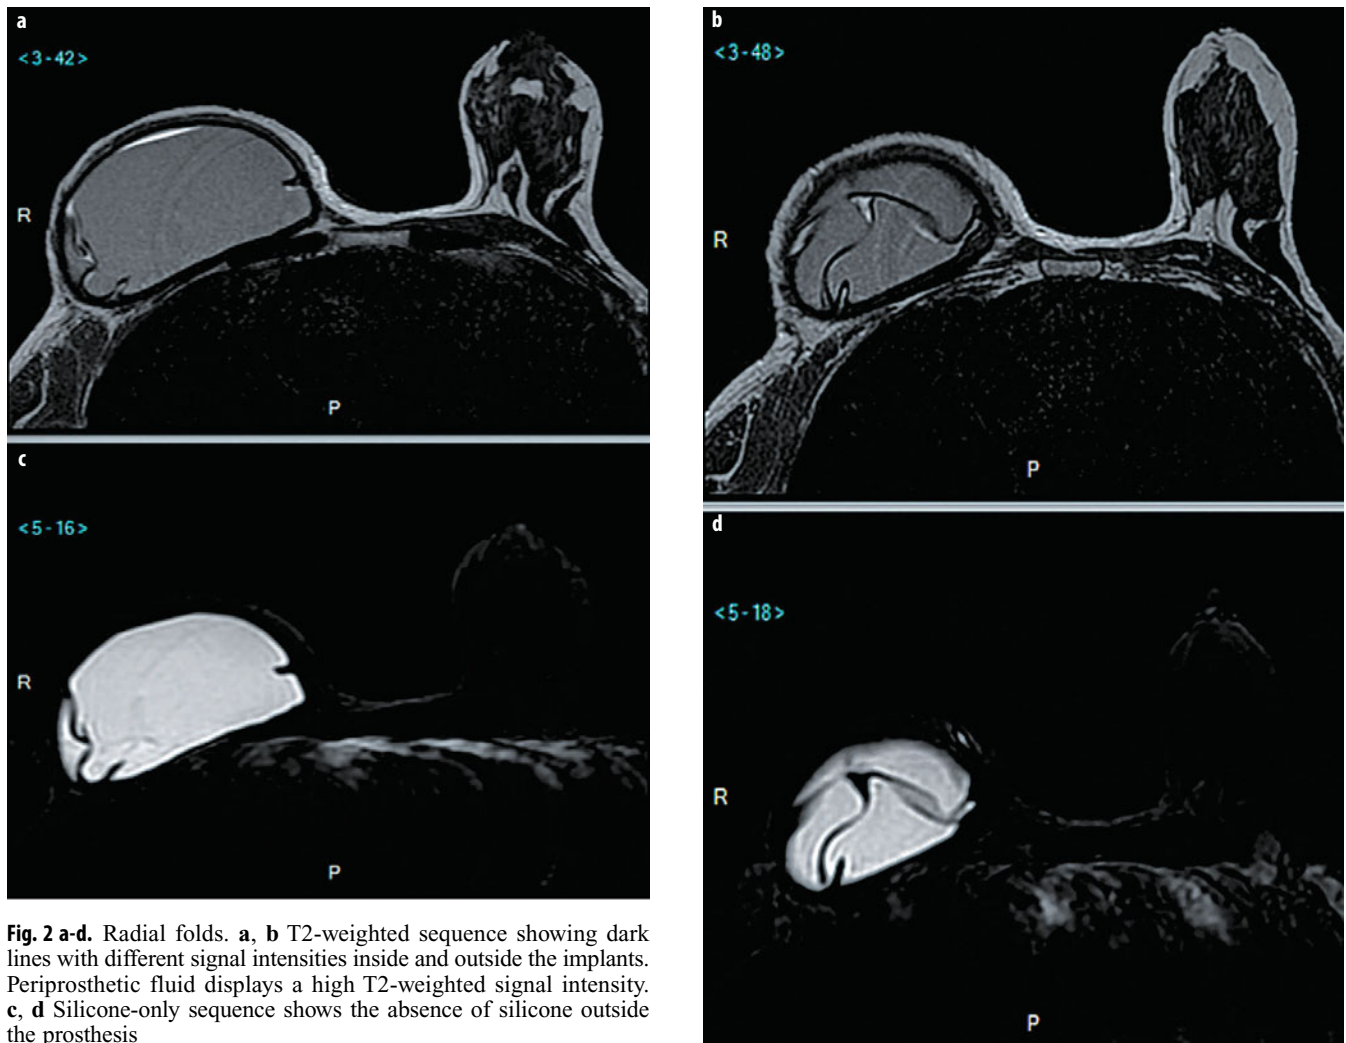 a
<3-42>
R
P
b
<3-48>
R
P
c
<5-16>
R
P
d
<5-18>
R
P
Fig. 2 a-d. Radial folds. a, b T2-weighted sequence showing dark
lines with different signal intensities inside and outside the implants.
Periprosthetic fluid displays a high T2-weighted signal intensity.
c, d Silicone-only sequence shows the absence of silicone outside
the prosthesis